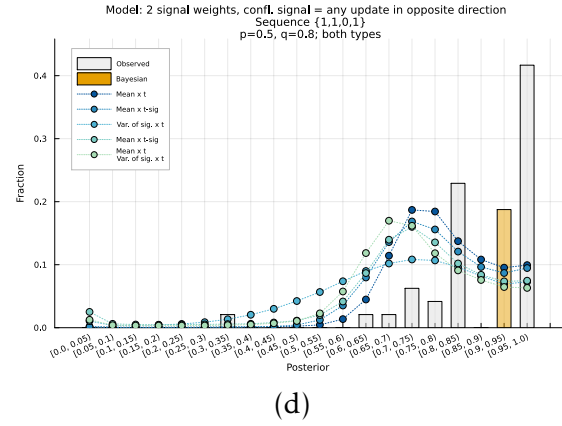 Model: 2 signal weights, confl. signal = any update in opposite direction
Sequence {1,1,0,1}
p=0.5, q=0.8; both types
Observed
Bayesian
Mean x t
Mean x t-sig
Var. of sig. x t
Mean x t-sig
Mean x t
Var. of sig. x t
Fraction
0.4
0.3
0.2
0.1
0.0
[0.0, 0.05)
[0.05, 0.1)
[0.1, 0.15)
[0.15, 0.2)
[0.2, 0.25)
[0.25, 0.3)
[0.3, 0.35)
[0.35, 0.4)
[0.4, 0.45)
[0.45, 0.5)
[0.5, 0.55)
[0.55, 0.6)
[0.6, 0.65)
[0.65, 0.7)
[0.7, 0.75)
[0.75, 0.8)
[0.8, 0.85)
[0.85, 0.9)
[0.9, 0.95)
[0.95, 1.0)
Posterior
(d)